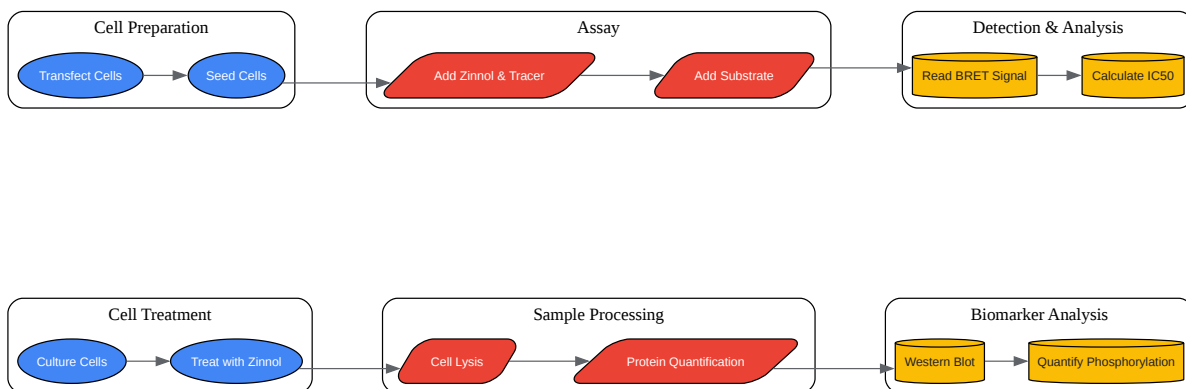 Cell Preparation
Transfect Cells
Seed Cells
Assay
Add Zinnol & Tracer
Add Substrate
Detection & Analysis
Read BRET Signal
Calculate IC50
Cell Treatment
Culture Cells
Treat with Zinnol
Sample Processing
Cell Lysis
Protein Quantification
Biomarker Analysis
Western Blot
Quantify Phosphorylation